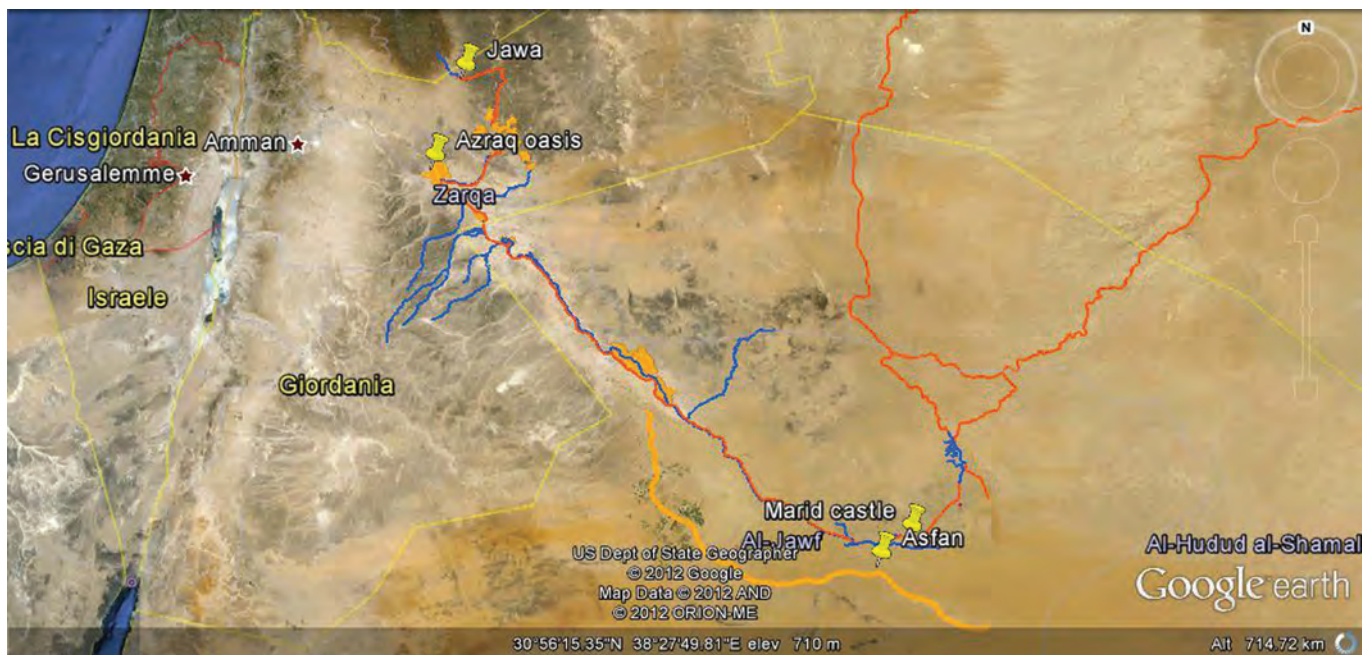 N
Jawa
La Cisgiordania
Amman
Azraq oasis
Gerusalemme
Zarqa
scia di Gaza
Israele
Giordania
Marid castle
Al-Jawf
Asfan
Al-Hudud al-Shamal
US Dept of State Geographer
© 2012 Google
Map Data © 2012 AND
© 2012 ORION-ME
Google earth
30°56'15.35"N 38°27'49.81"E elev 710 m
Alt 714.72 km